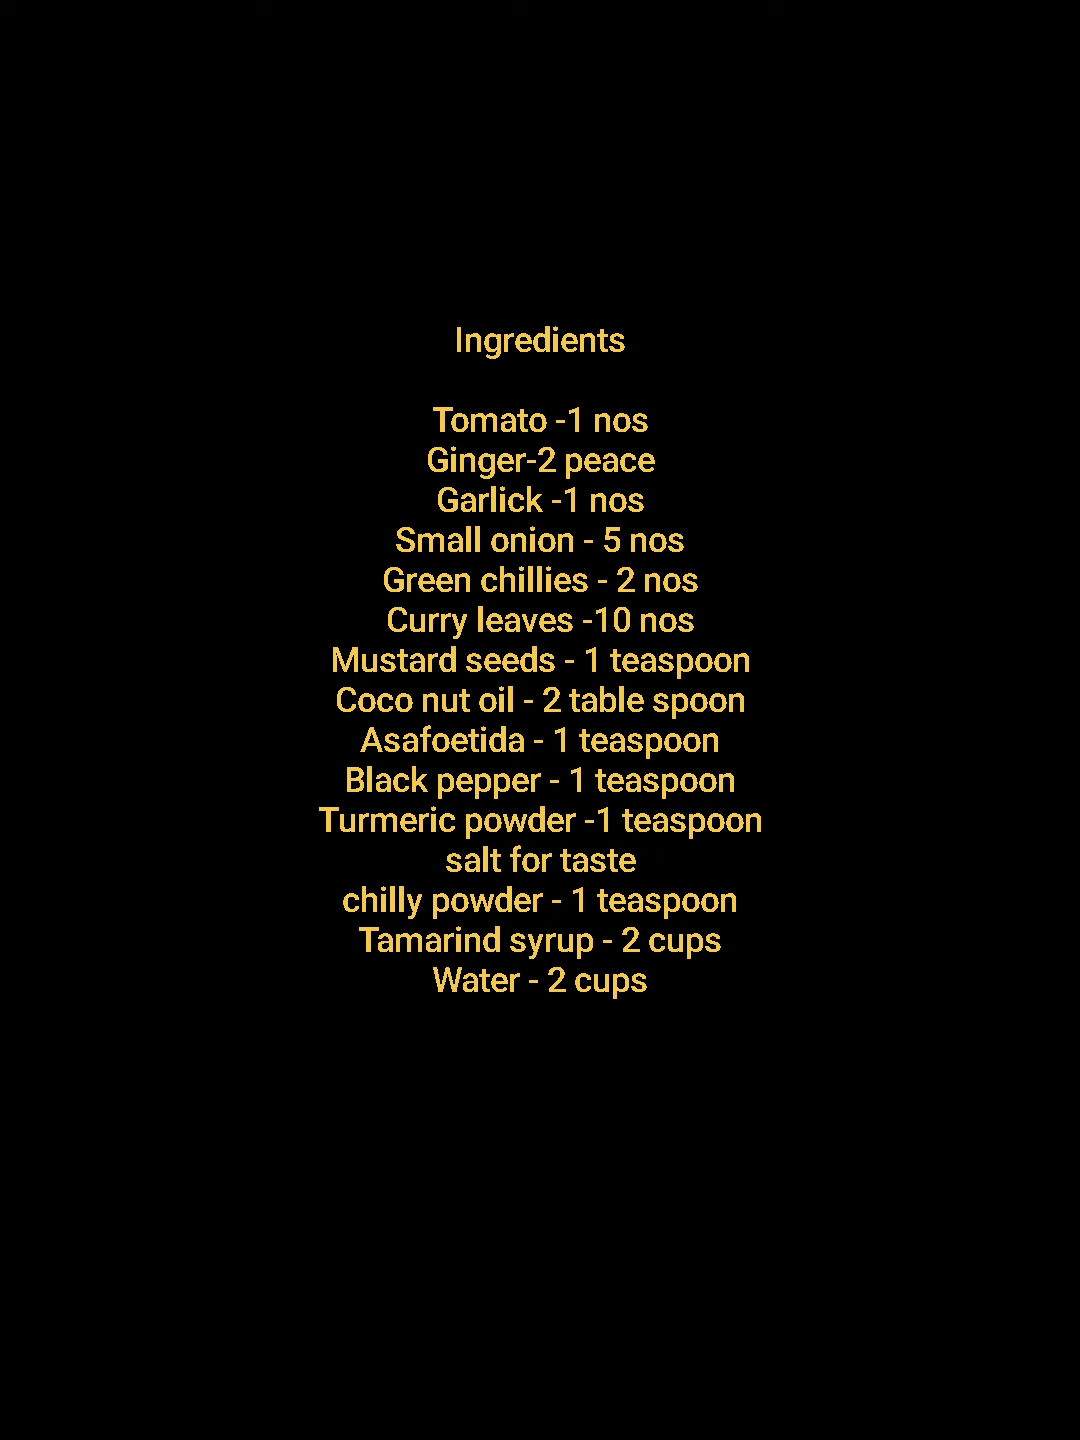 Ingredients
Tomato -1 nos
Ginger-2 peace
Garlick -1 nos
Small onion - 5 nos
Green chillies - 2 nos
Curry leaves -10 nos
Mustard seeds - 1 teaspoon
Coco nut oil - 2 table spoon
Asafoetida - 1 teaspoon
Black pepper - 1 teaspoon
Turmeric powder -1 teaspoon
salt for taste
chilly powder - 1 teaspoon
Tamarind syrup - 2 cups
Water - 2 cups